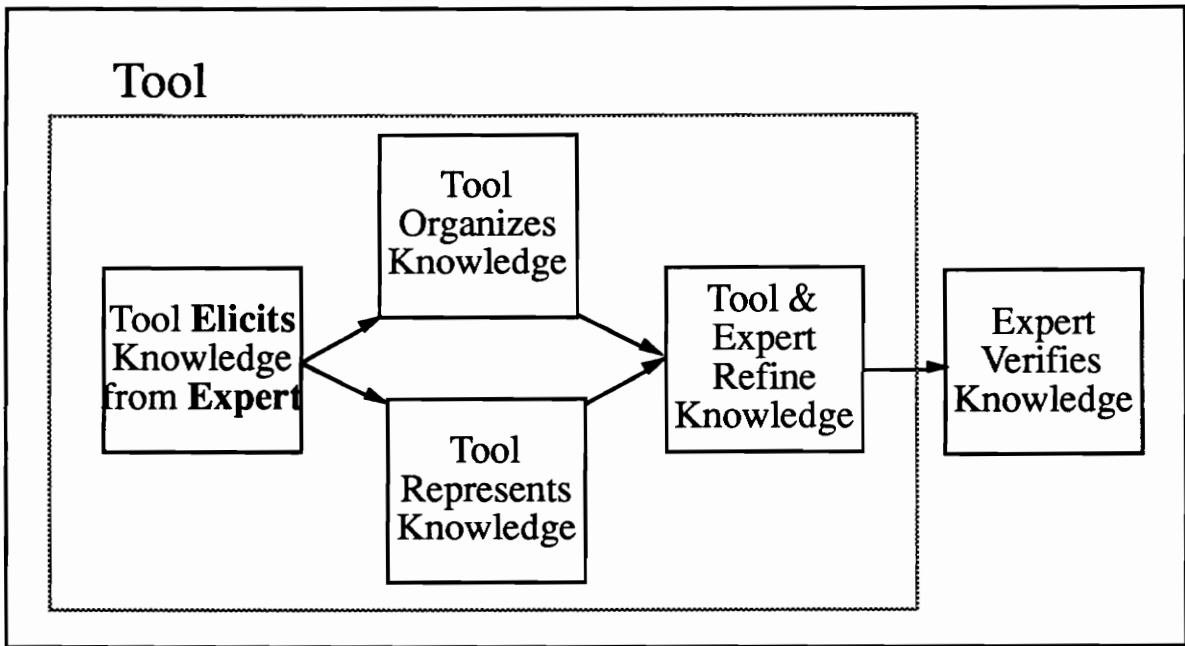 Tool
Tool
Organizes
Knowledge
Tool Elicits
Knowledge
from Expert
Tool
Represents
Knowledge
Tool &
Expert
Refine
Knowledge
Expert
Verifies
Knowledge